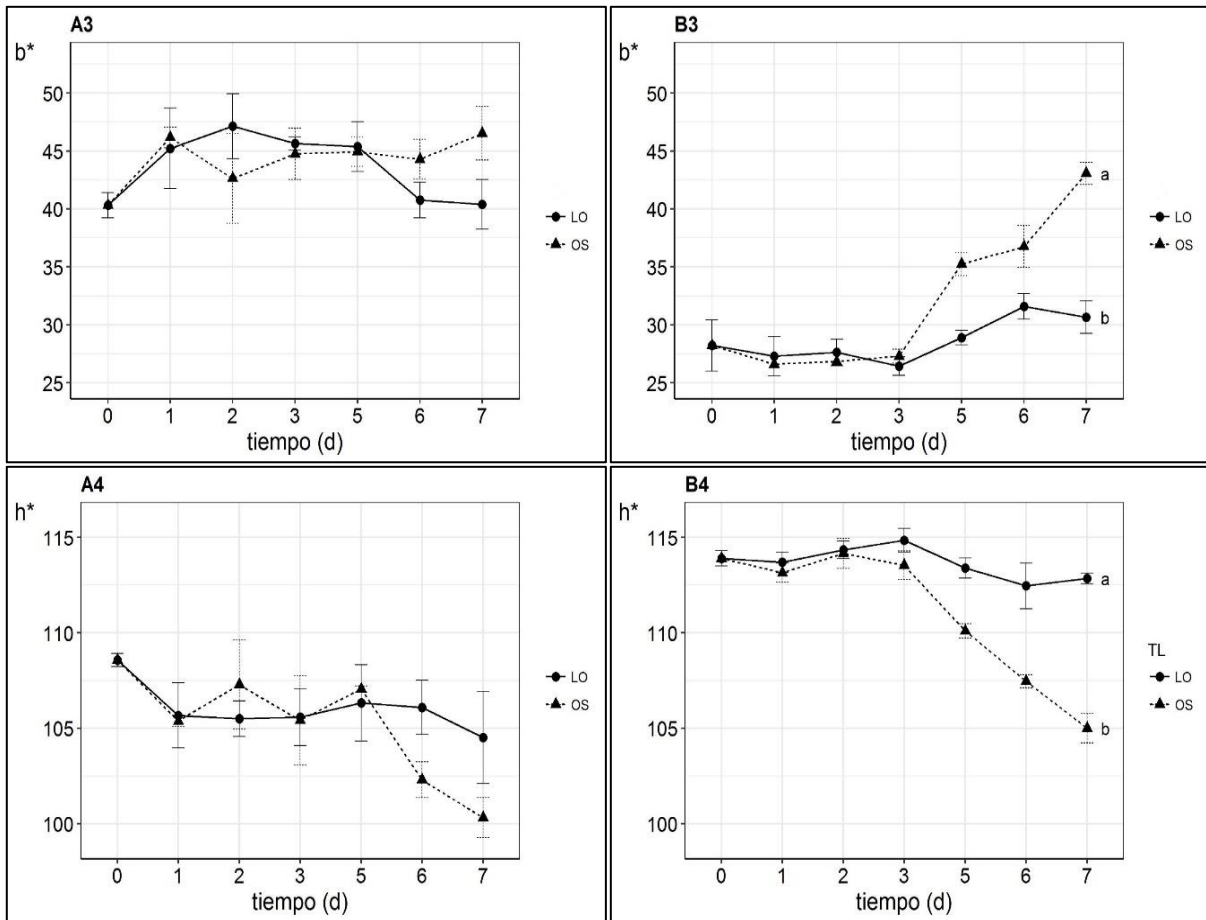 A3
b*
50
45
40
35
30
25
0 1 2 3 5 6 7
tiempo (d)
LO
OS
B3
b*
50
45
40
35
30
25
a
b
0 1 2 3 5 6 7
tiempo (d)
LO
OS
A4
h*
115
110
105
100
0 1 2 3 5 6 7
tiempo (d)
LO
OS
B4
h*
115
110
105
100
a
b
0 1 2 3 5 6 7
tiempo (d)
TL
LO
OS